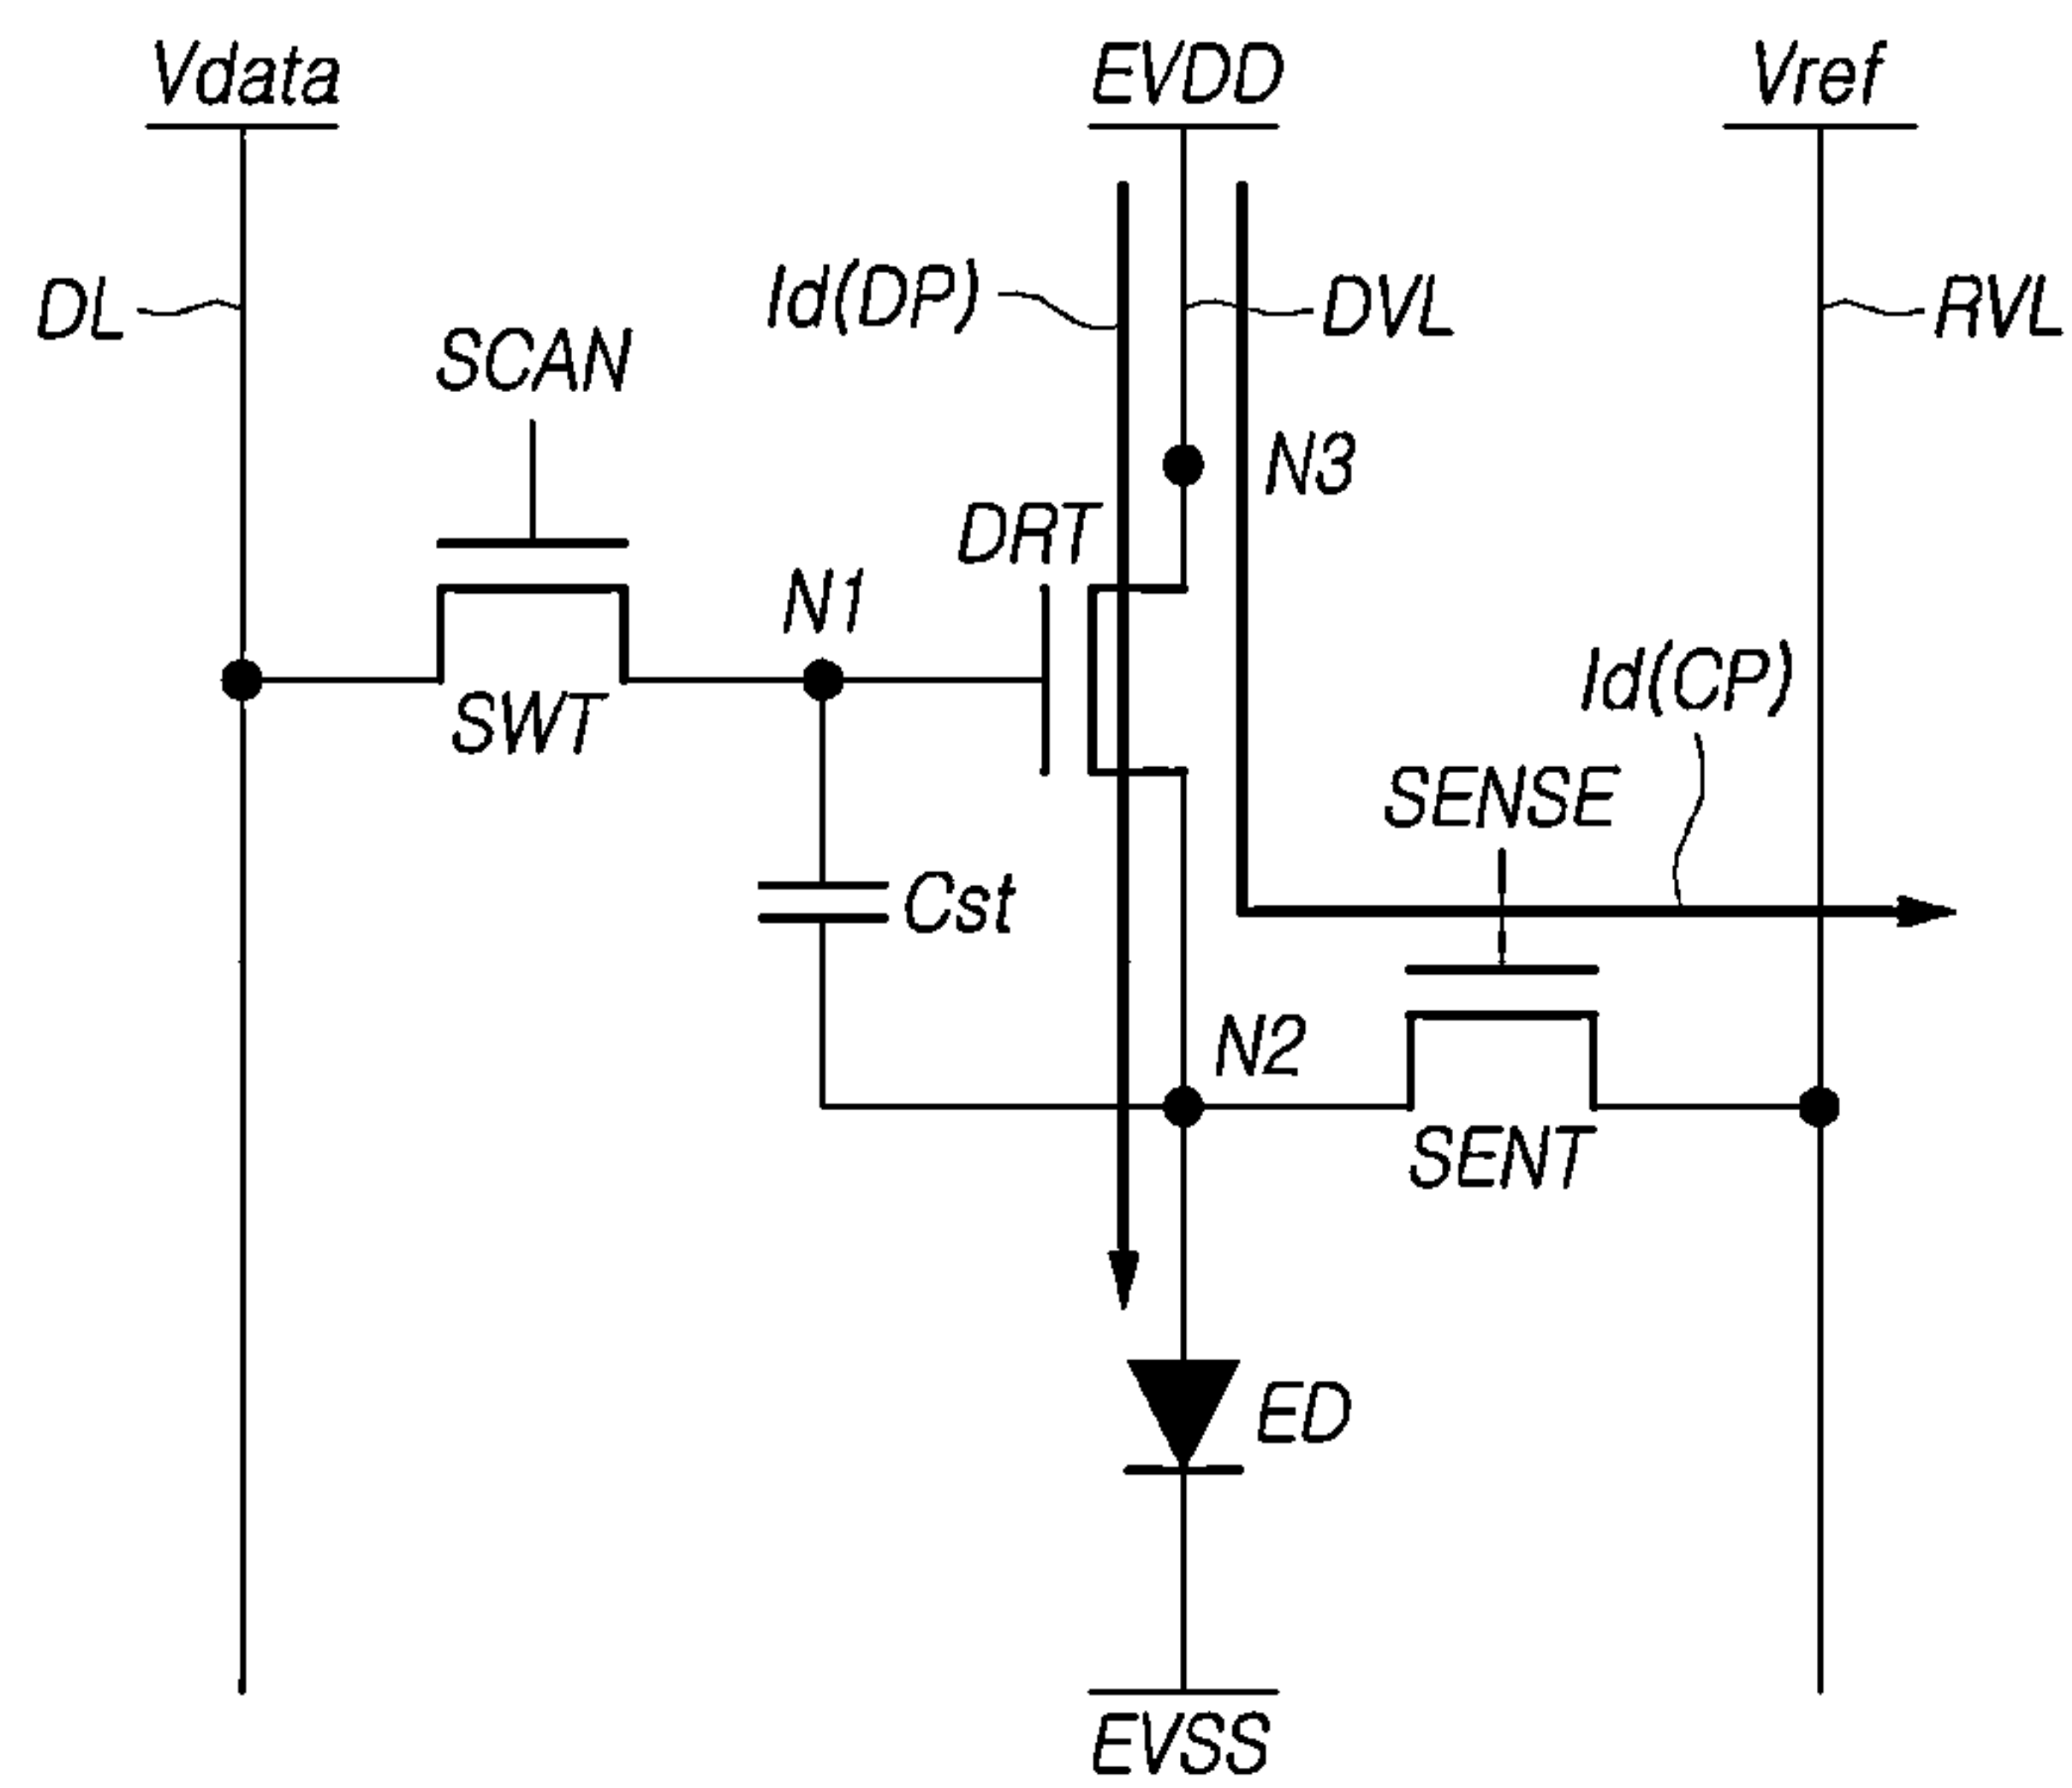 Vdata
EVDD
Vref
DL
Id(DP)
DVL
RVL
SCAN
N3
DRT
N1
SWT
Id(CP)
SENSE
Cst
N2
SENT
ED
EVSS